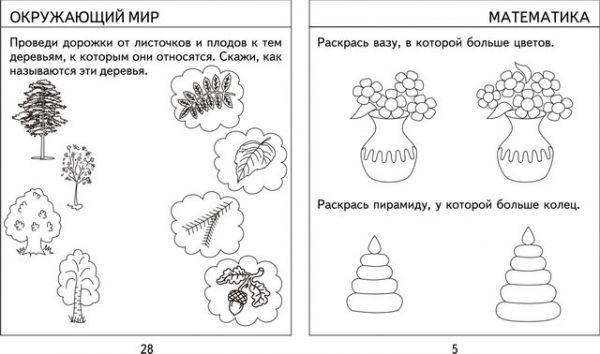 ОКРУЖАЮЩИЙ МИР
Проведи дорожки от листочков и плодов к тем
деревьям, к которым они относятся. Скажи, как
называются эти деревья.
28
МАТЕМАТИКА
Раскрась вазу, в которой больше цветов.
Раскрась пирамиду, у которой больше колец.
5